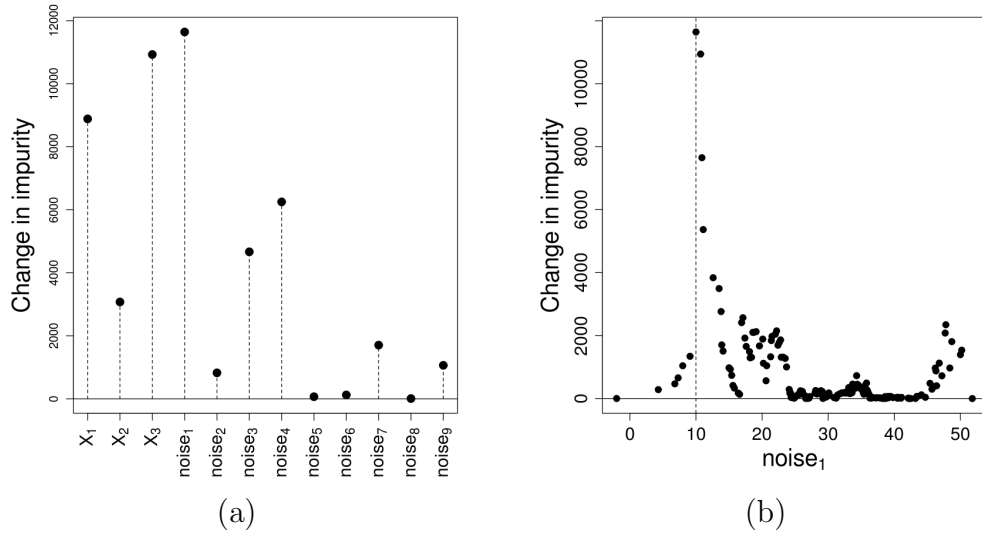 Change in impurity
12000
10000
8000
6000
4000
2000
0
X₁
X₂
X₃
noise₁
noise₂
noise₃
noise₄
noise₅
noise₆
noise₇
noise₈
noise₉
(a)
Change in impurity
10000
8000
6000
4000
2000
0
0 10 20 30 40 50
noise₁
(b)